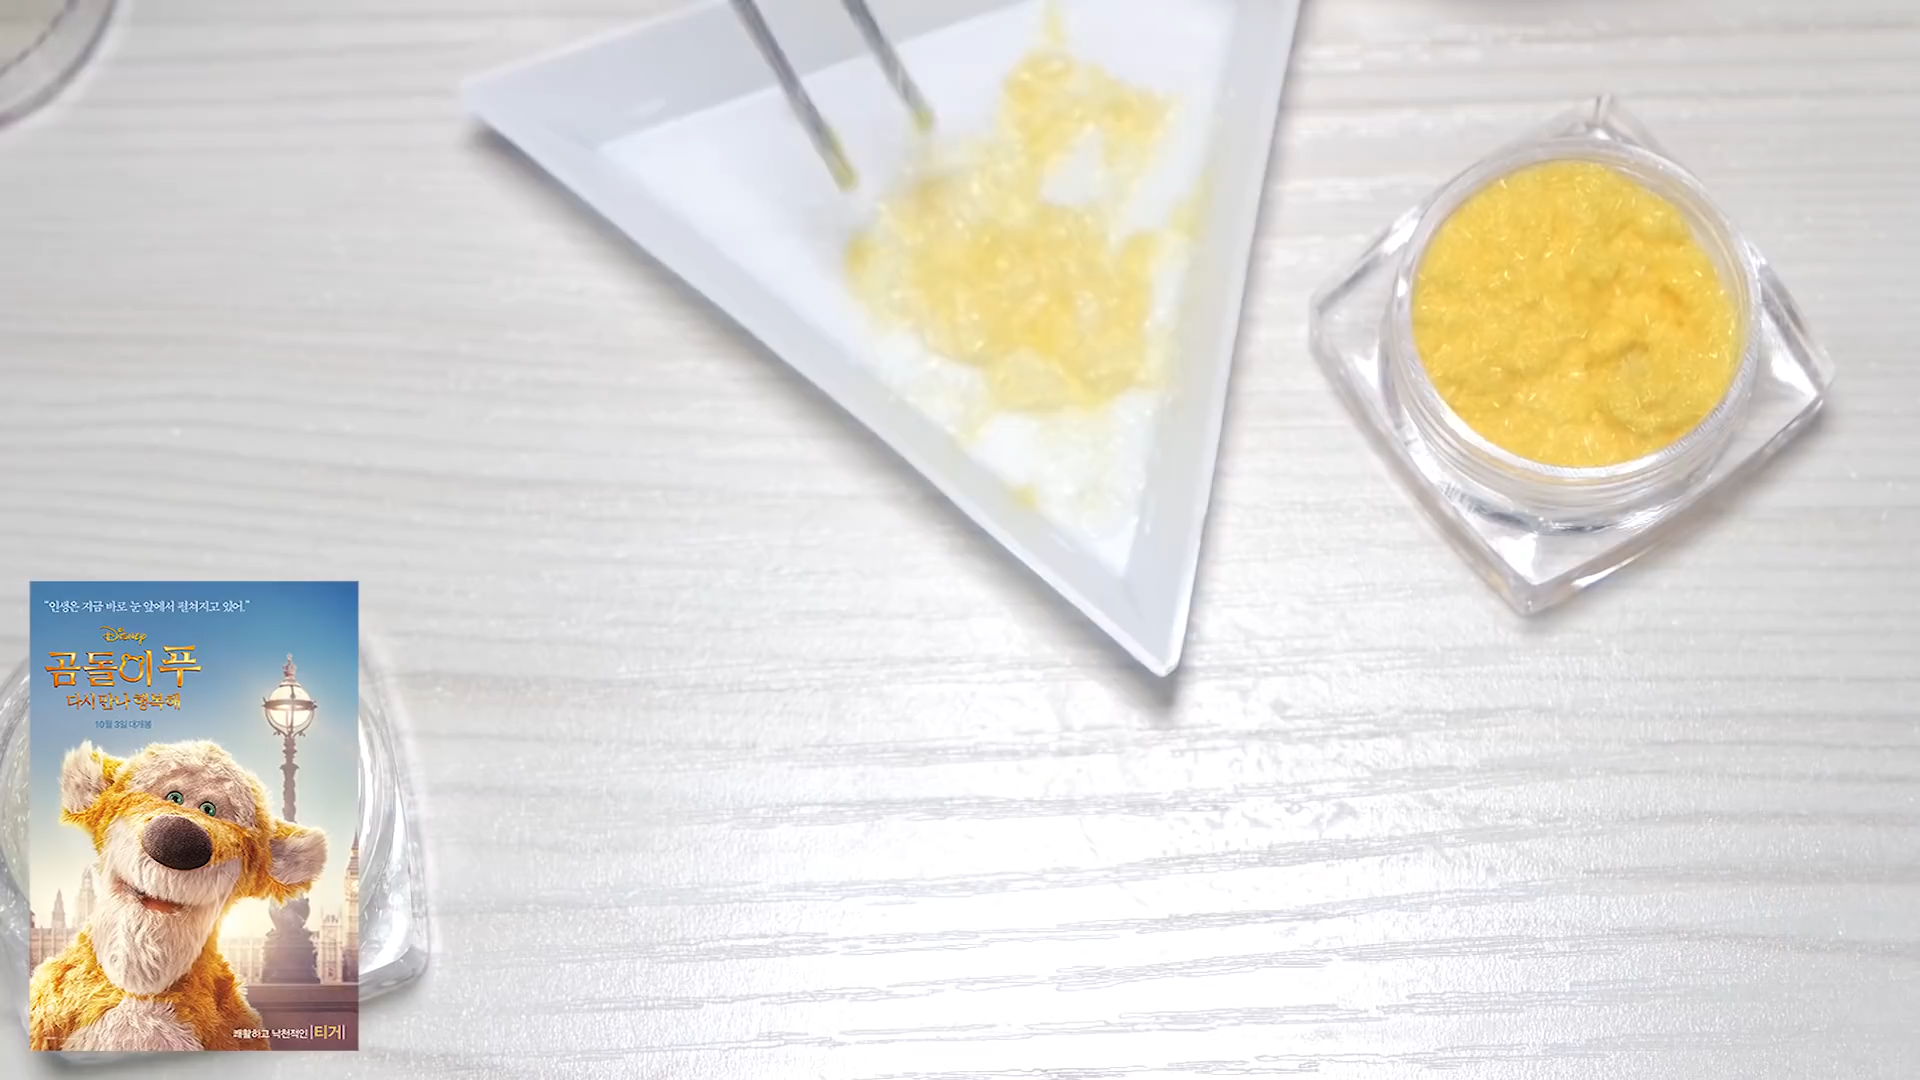 "인생은 지금 바로 눈 앞에서 펼쳐지고 있어."
Disney
곰돌이 푸
다시 만나 행복해
10월 3일 대개봉
쾌활하고 낙천적인 |티거|